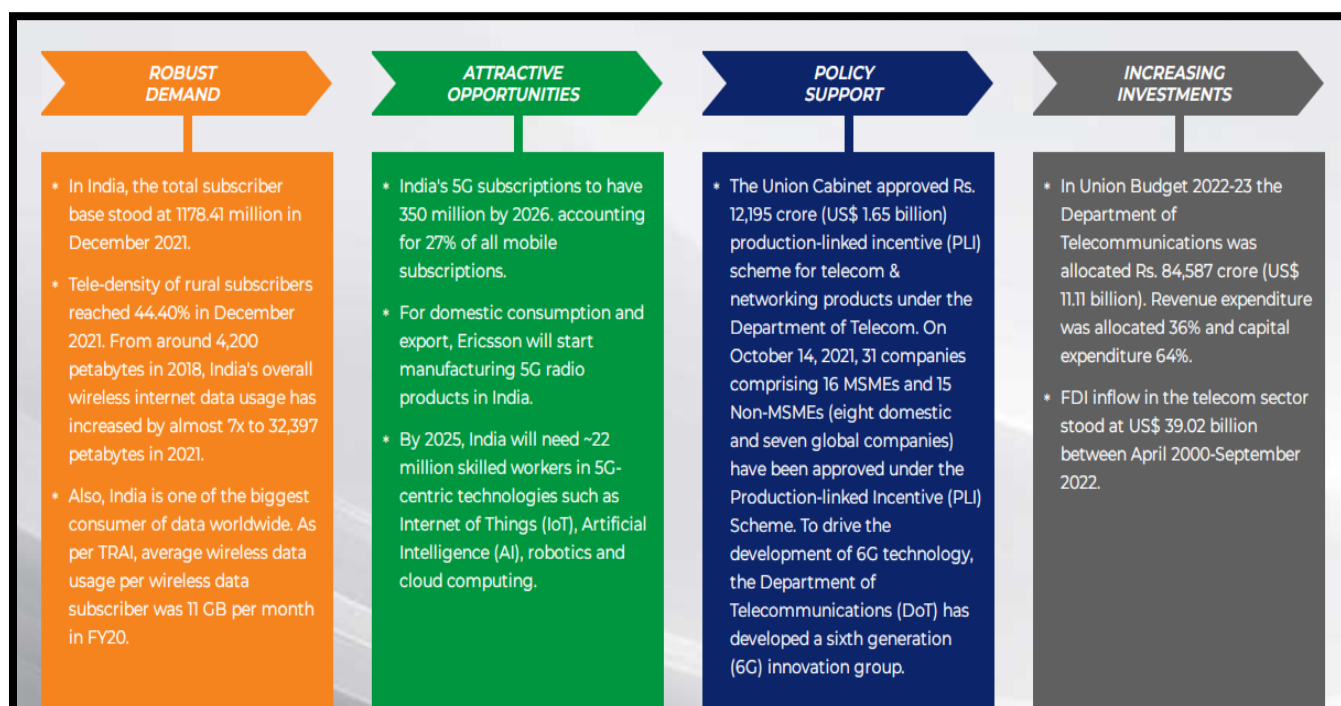 ROBUST
DEMAND
* In India, the total subscriber
base stood at 1178.41 million in
December 2021.
* Tele-density of rural subscribers
reached 44.40% in December
2021. From around 4,200
petabytes in 2018, India's overall
wireless internet data usage has
increased by almost 7x to 32,397
petabytes in 2021.
* Also, India is one of the biggest
consumer of data worldwide. As
per TRAI, average wireless data
usage per wireless data
subscriber was 11 GB per month
in FY20.
ATTRACTIVE
OPPORTUNITIES
* India's 5G subscriptions to have
350 million by 2026. accounting
for 27% of all mobile
subscriptions.
* For domestic consumption and
export, Ericsson will start
manufacturing 5G radio
products in India.
* By 2025, India will need ~22
million skilled workers in 5G-
centric technologies such as
Internet of Things (IoT), Artificial
Intelligence (AI), robotics and
cloud computing.
POLICY
SUPPORT
* The Union Cabinet approved Rs.
12,195 crore (US$ 1.65 billion)
production-linked incentive (PLI)
scheme for telecom &
networking products under the
Department of Telecom. On
October 14, 2021, 31 companies
comprising 16 MSMEs and 15
Non-MSMEs (eight domestic
and seven global companies)
have been approved under the
Production-linked Incentive (PLI)
Scheme. To drive the
development of 6G technology,
the Department of
Telecommunications (DoT) has
developed a sixth generation
(6G) innovation group.
INCREASING
INVESTMENTS
* In Union Budget 2022-23 the
Department of
Telecommunications was
allocated Rs. 84,587 crore (US$
11.11 billion). Revenue expenditure
was allocated 36% and capital
expenditure 64%.
* FDI inflow in the telecom sector
stood at US$ 39.02 billion
between April 2000-September
2022.